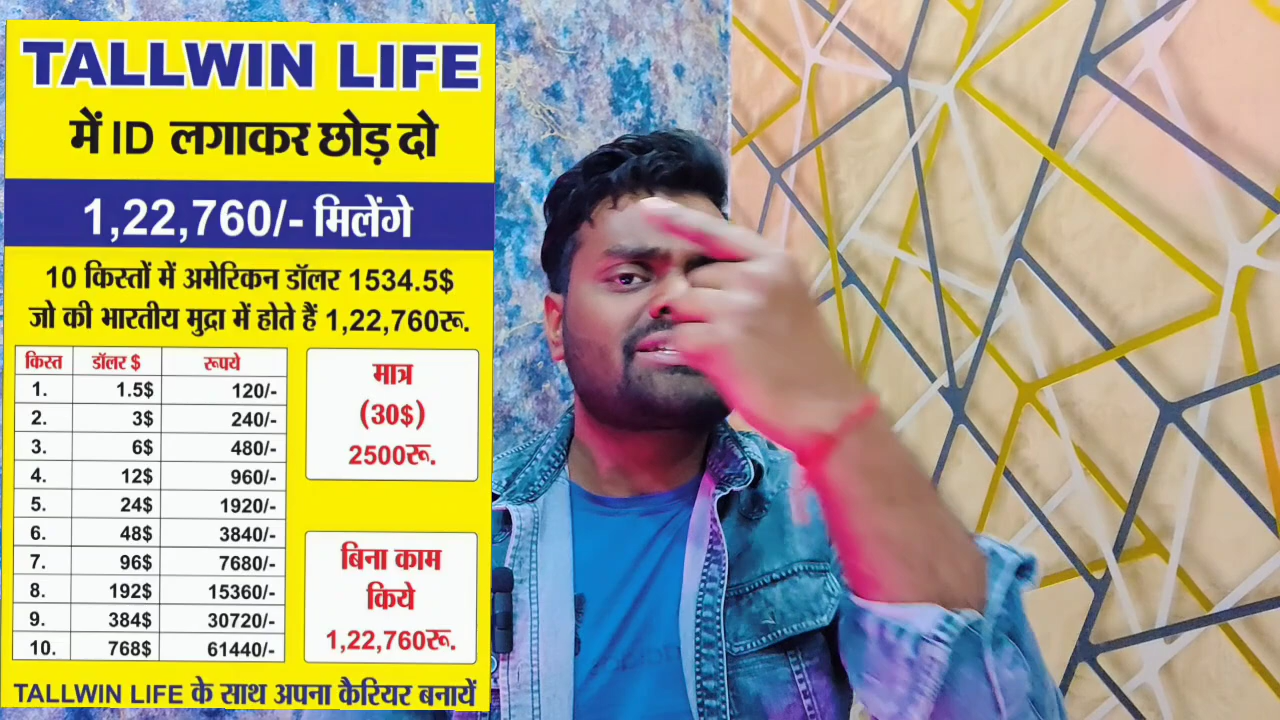 TALLWIN LIFE
में ID लगाकर छोड़ दो
1,22,760/- मिलेंगे
10 किस्तों में अमेरिकन डॉलर 1534.5$
जो की भारतीय मुद्रा में होते हैं 1,22,760रू.
किस्त डॉलर $ रूपये
1. 1.5$ 120/-
2. 3$ 240/-
3. 6$ 480/-
4. 12$ 960/-
5. 24$ 1920/-
6. 48$ 3840/-
7. 96$ 7680/-
8. 192$ 15360/-
9. 384$ 30720/-
10. 768$ 61440/-
मात्र
(30$)
2500रू.
बिना काम
किये
1,22,760रू.
TALLWIN LIFE के साथ अपना कैरियर बनायें